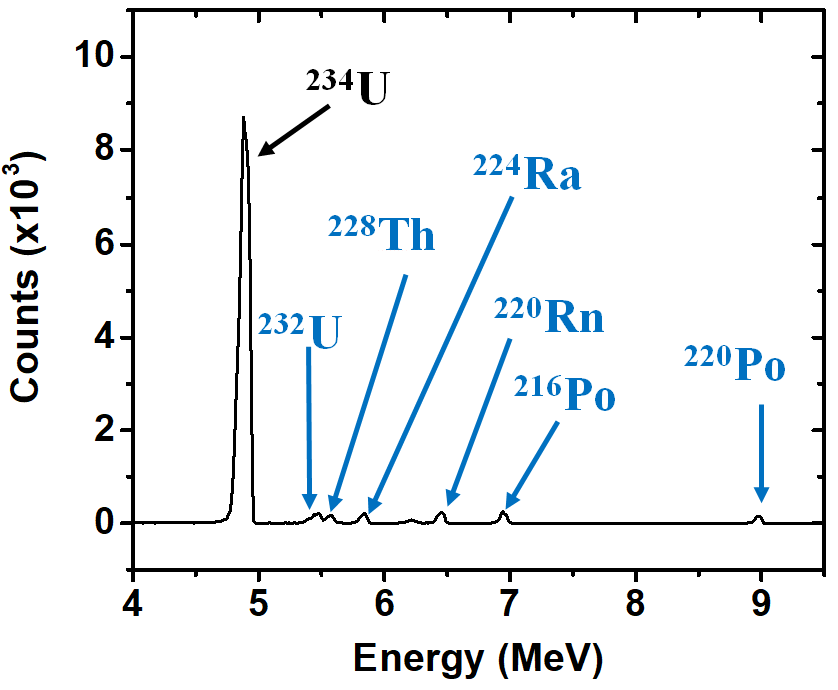 Counts (x10³)
10
8
6
4
2
0
²³⁴U
²²⁴Ra
²²⁸Th
²³²U
²²⁰Rn
²¹⁶Po
²²⁰Po
4 5 6 7 8 9
Energy (MeV)